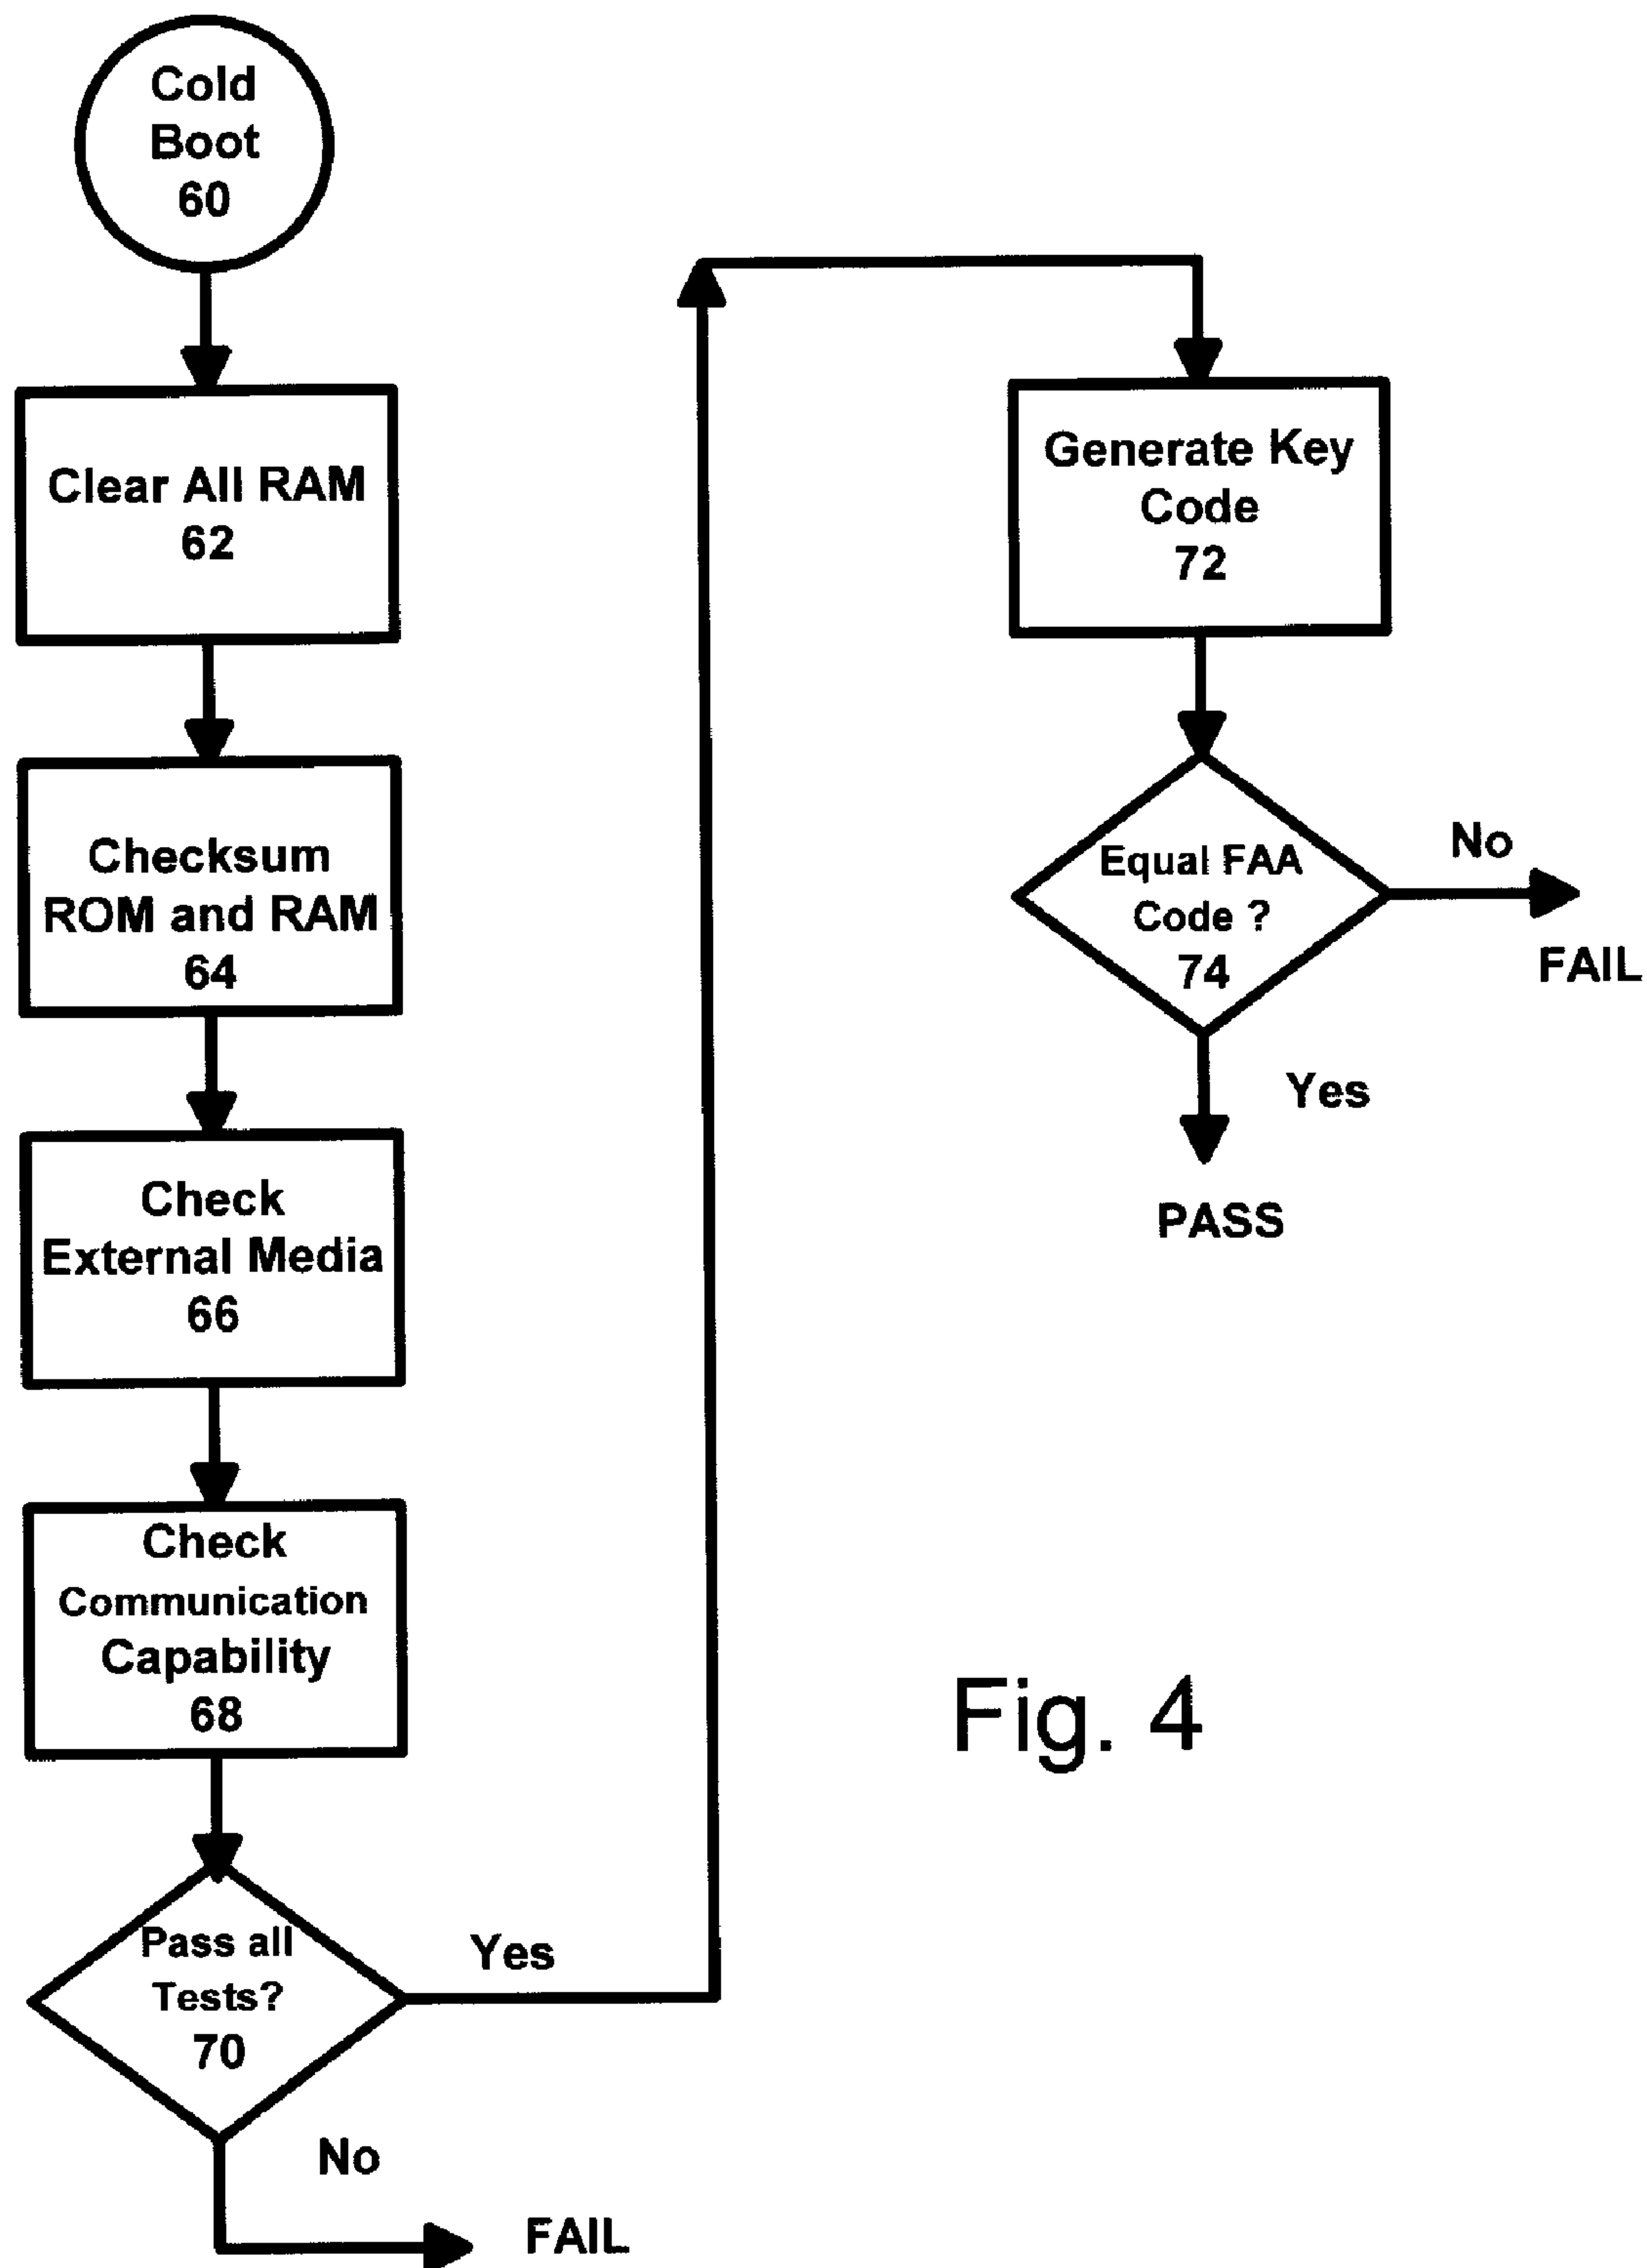 Cold
Boot
60
Clear All RAM
62
Checksum
ROM and RAM
64
Check
External Media
66
Check
Communication
Capability
68
Pass all
Tests?
70
Yes
No
FAIL
Generate Key
Code
72
Equal FAA
Code ?
74
No
FAIL
Yes
PASS
Fig. 4